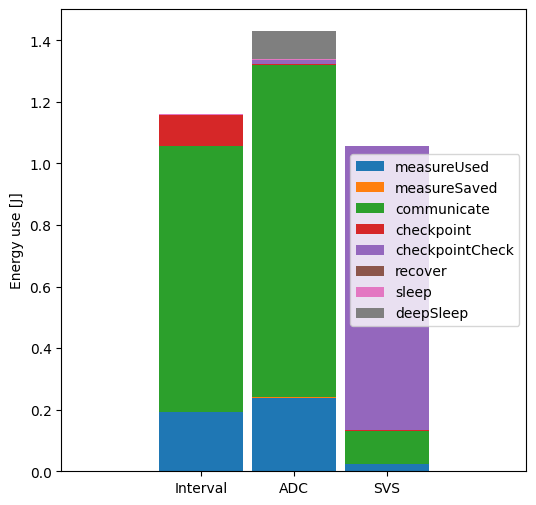 1.4
1.2
1.0
0.8
0.6
0.4
0.2
0.0
Energy use [J]
measureUsed
measureSaved
communicate
checkpoint
checkpointCheck
recover
sleep
deepSleep
Interval
ADC
SVS